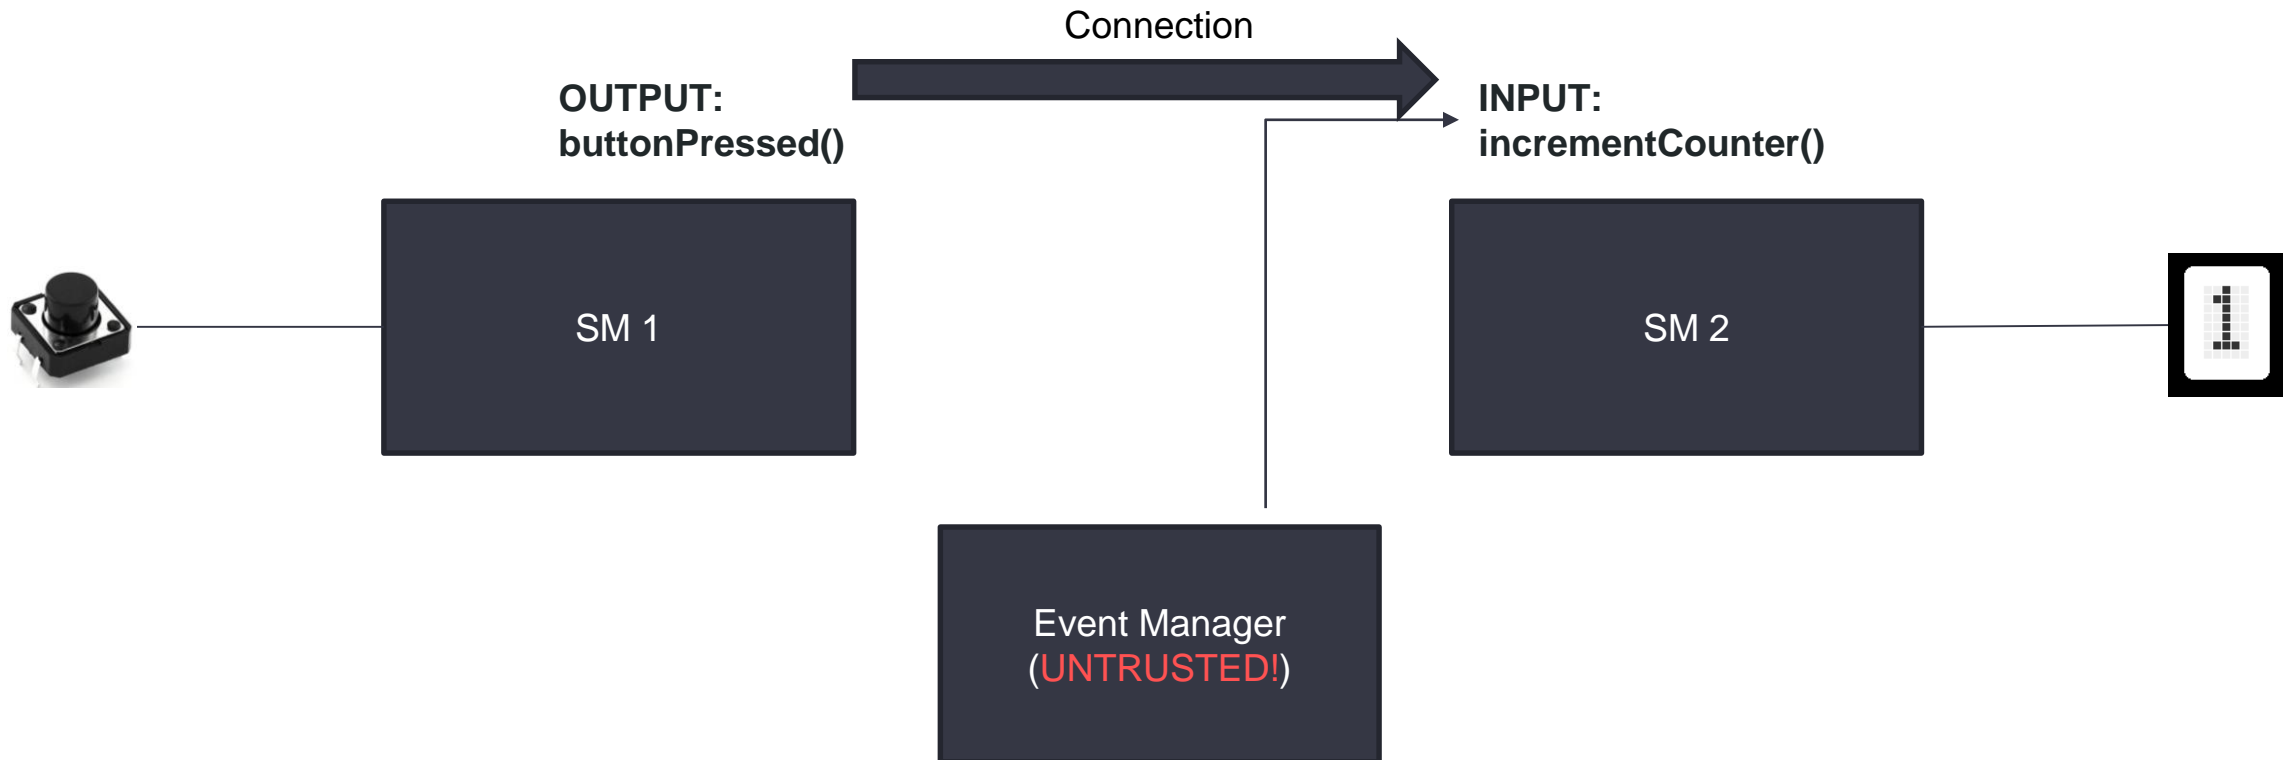 Connection
OUTPUT:
buttonPressed()
INPUT:
incrementCounter()
SM 1
SM 2
1
Event Manager
(UNTRUSTED!)